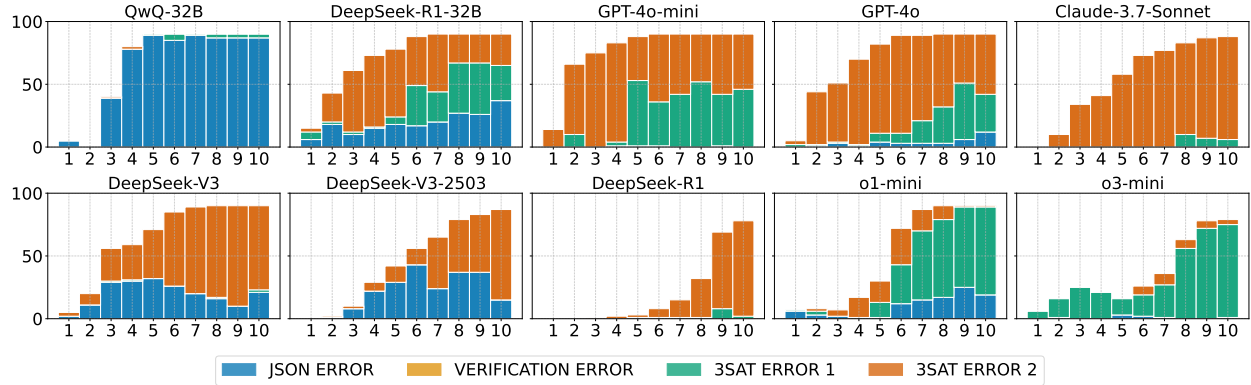 QwQ-32B DeepSeek-R1-32B GPT-4o-mini GPT-4o Claude-3.7-Sonnet
100
50
0
1 2 3 4 5 6 7 8 9 10 1 2 3 4 5 6 7 8 9 10 1 2 3 4 5 6 7 8 9 10 1 2 3 4 5 6 7 8 9 10 1 2 3 4 5 6 7 8 9 10
DeepSeek-V3 DeepSeek-V3-2503 DeepSeek-R1 o1-mini o3-mini
100
50
0
1 2 3 4 5 6 7 8 9 10 1 2 3 4 5 6 7 8 9 10 1 2 3 4 5 6 7 8 9 10 1 2 3 4 5 6 7 8 9 10 1 2 3 4 5 6 7 8 9 10
JSON ERROR VERIFICATION ERROR 3SAT ERROR 1 3SAT ERROR 2